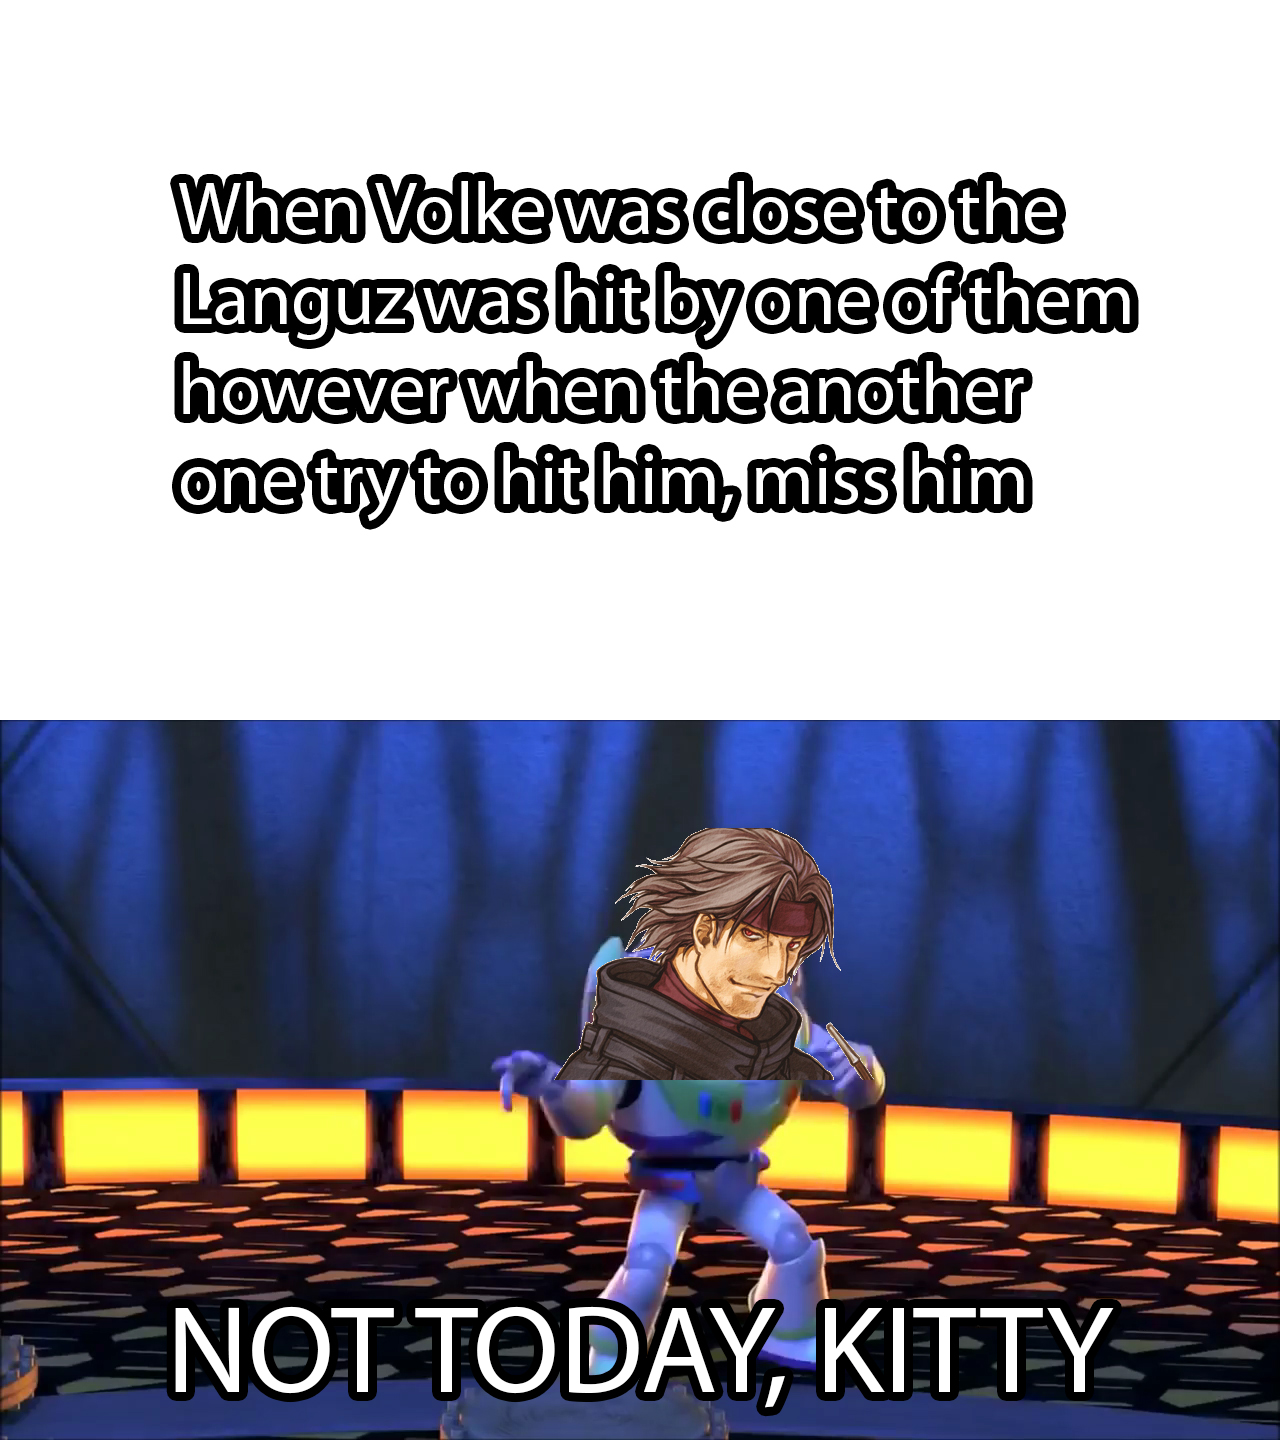 When Volke was close to the
Languz was hit by one of them
however when the another
one try to hit him, miss him
NOT TODAY, KITTY